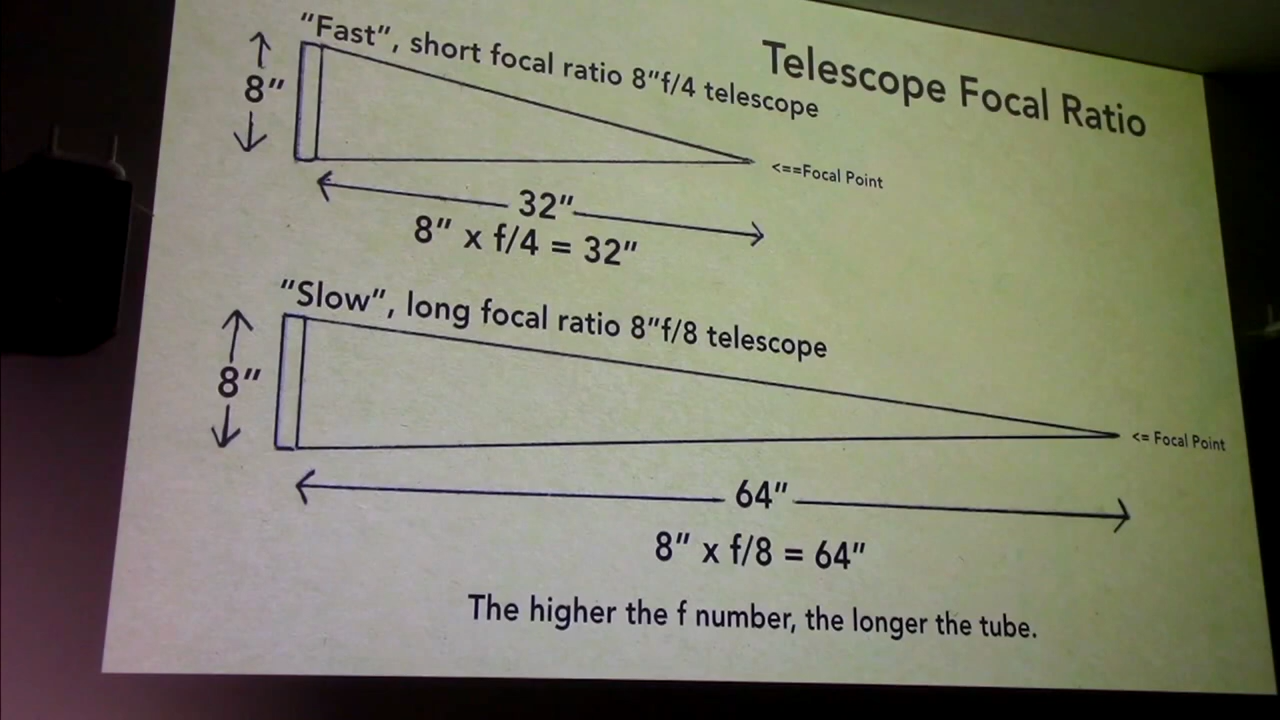 Telescope Focal Ratio
"Fast", short focal ratio 8"f/4 telescope
8"
<==Focal Point
32"
8" x f/4 = 32"
"Slow", long focal ratio 8"f/8 telescope
8"
<= Focal Point
64"
8" x f/8 = 64"
The higher the f number, the longer the tube.